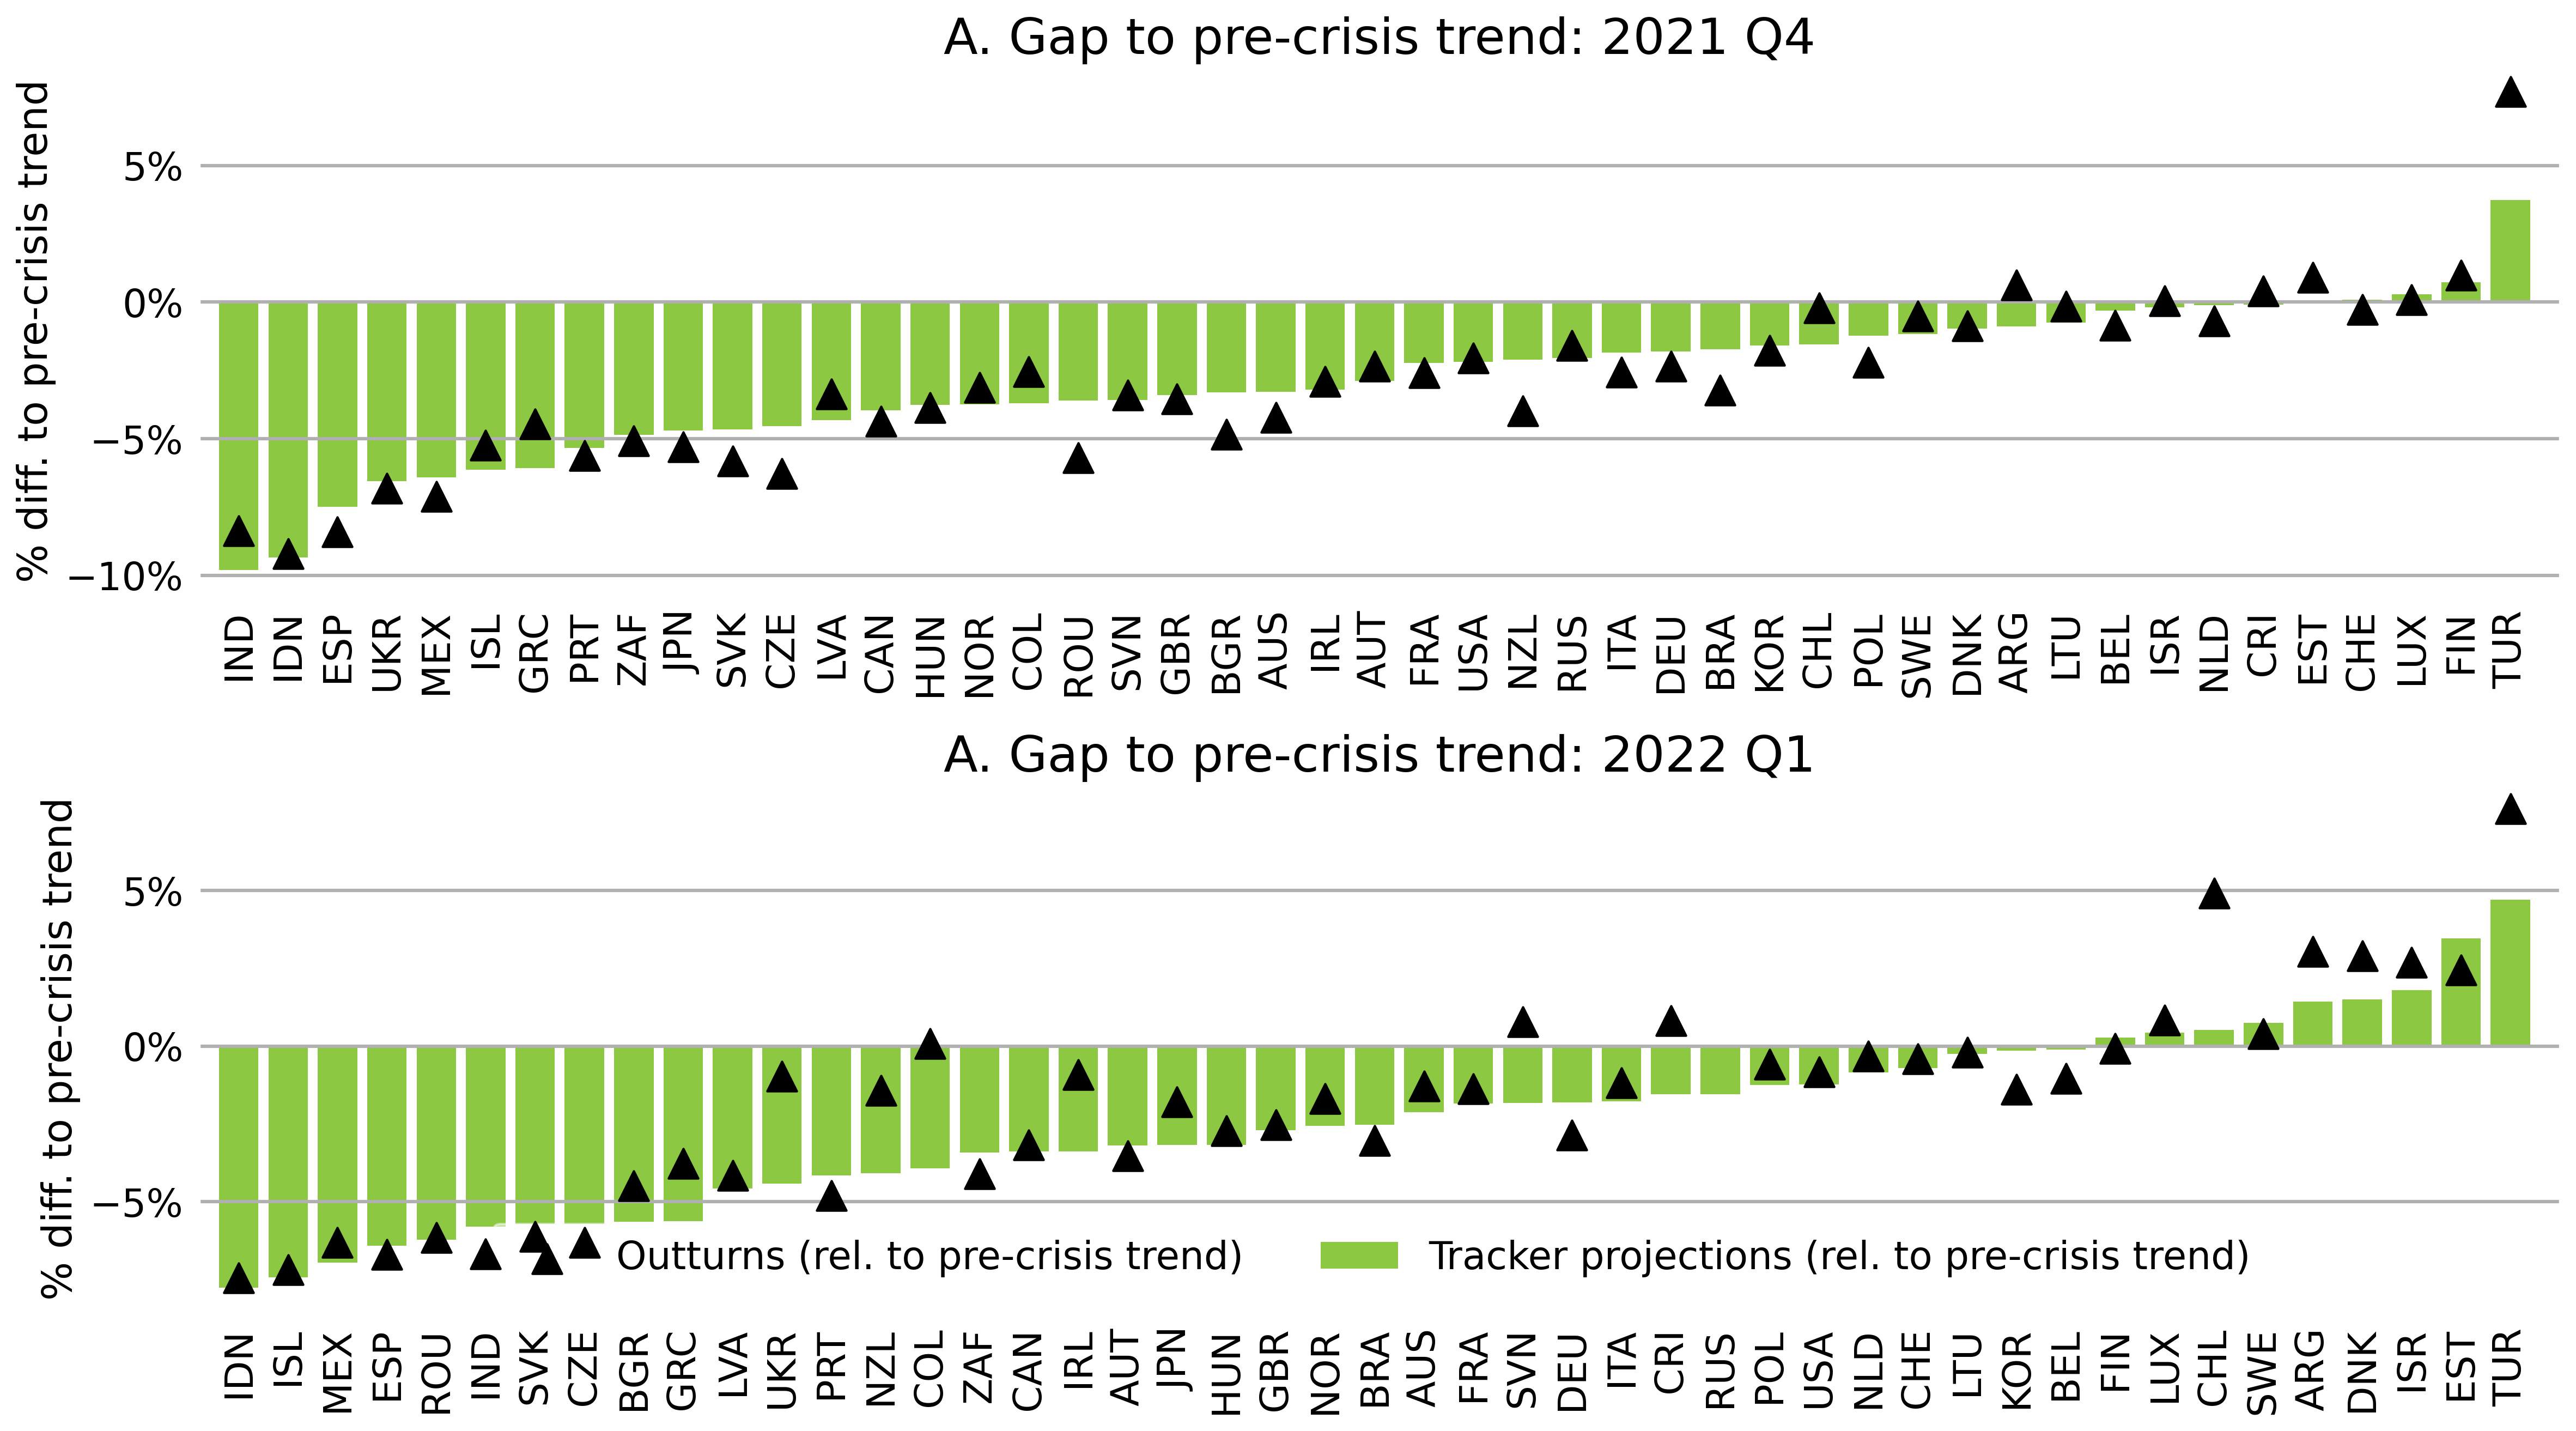 A. Gap to pre-crisis trend: 2021 Q4
% diff. to pre-crisis trend
5%
0%
−5%
−10%
IND IDN ESP UKR MEX ISL GRC PRT ZAF JPN SVK CZE LVA CAN HUN NOR COL ROU SVN GBR BGR AUS IRL AUT FRA USA NZL RUS ITA DEU BRA KOR CHL POL SWE DNK ARG LTU BEL ISR NLD CRI EST CHE LUX FIN TUR
A. Gap to pre-crisis trend: 2022 Q1
% diff. to pre-crisis trend
5%
0%
−5%
Outturns (rel. to pre-crisis trend) Tracker projections (rel. to pre-crisis trend)
IDN ISL MEX ESP ROU IND SVK CZE BGR GRC LVA UKR PRT NZL COL ZAF CAN IRL AUT JPN HUN GBR NOR BRA AUS FRA SVN DEU ITA CRI RUS POL USA NLD CHE LTU KOR BEL FIN LUX CHL SWE ARG DNK ISR EST TUR